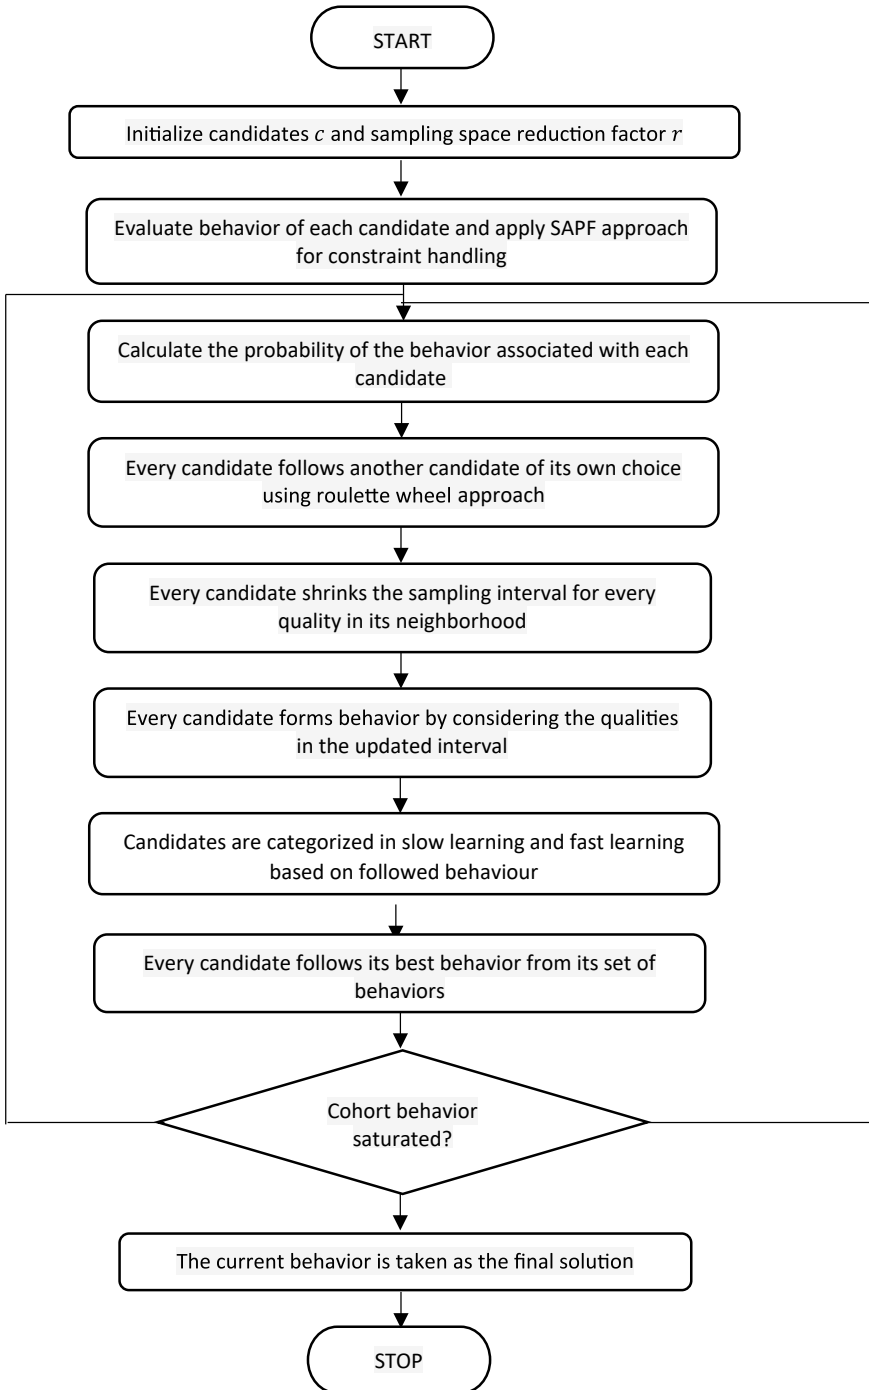 START
Initialize candidates c and sampling space reduction factor r
Evaluate behavior of each candidate and apply SAPF approach
for constraint handling
Calculate the probability of the behavior associated with each
candidate
Every candidate follows another candidate of its own choice
using roulette wheel approach
Every candidate shrinks the sampling interval for every
quality in its neighborhood
Every candidate forms behavior by considering the qualities
in the updated interval
Candidates are categorized in slow learning and fast learning
based on followed behaviour
Every candidate follows its best behavior from its set of
behaviors
Cohort behavior
saturated?
The current behavior is taken as the final solution
STOP